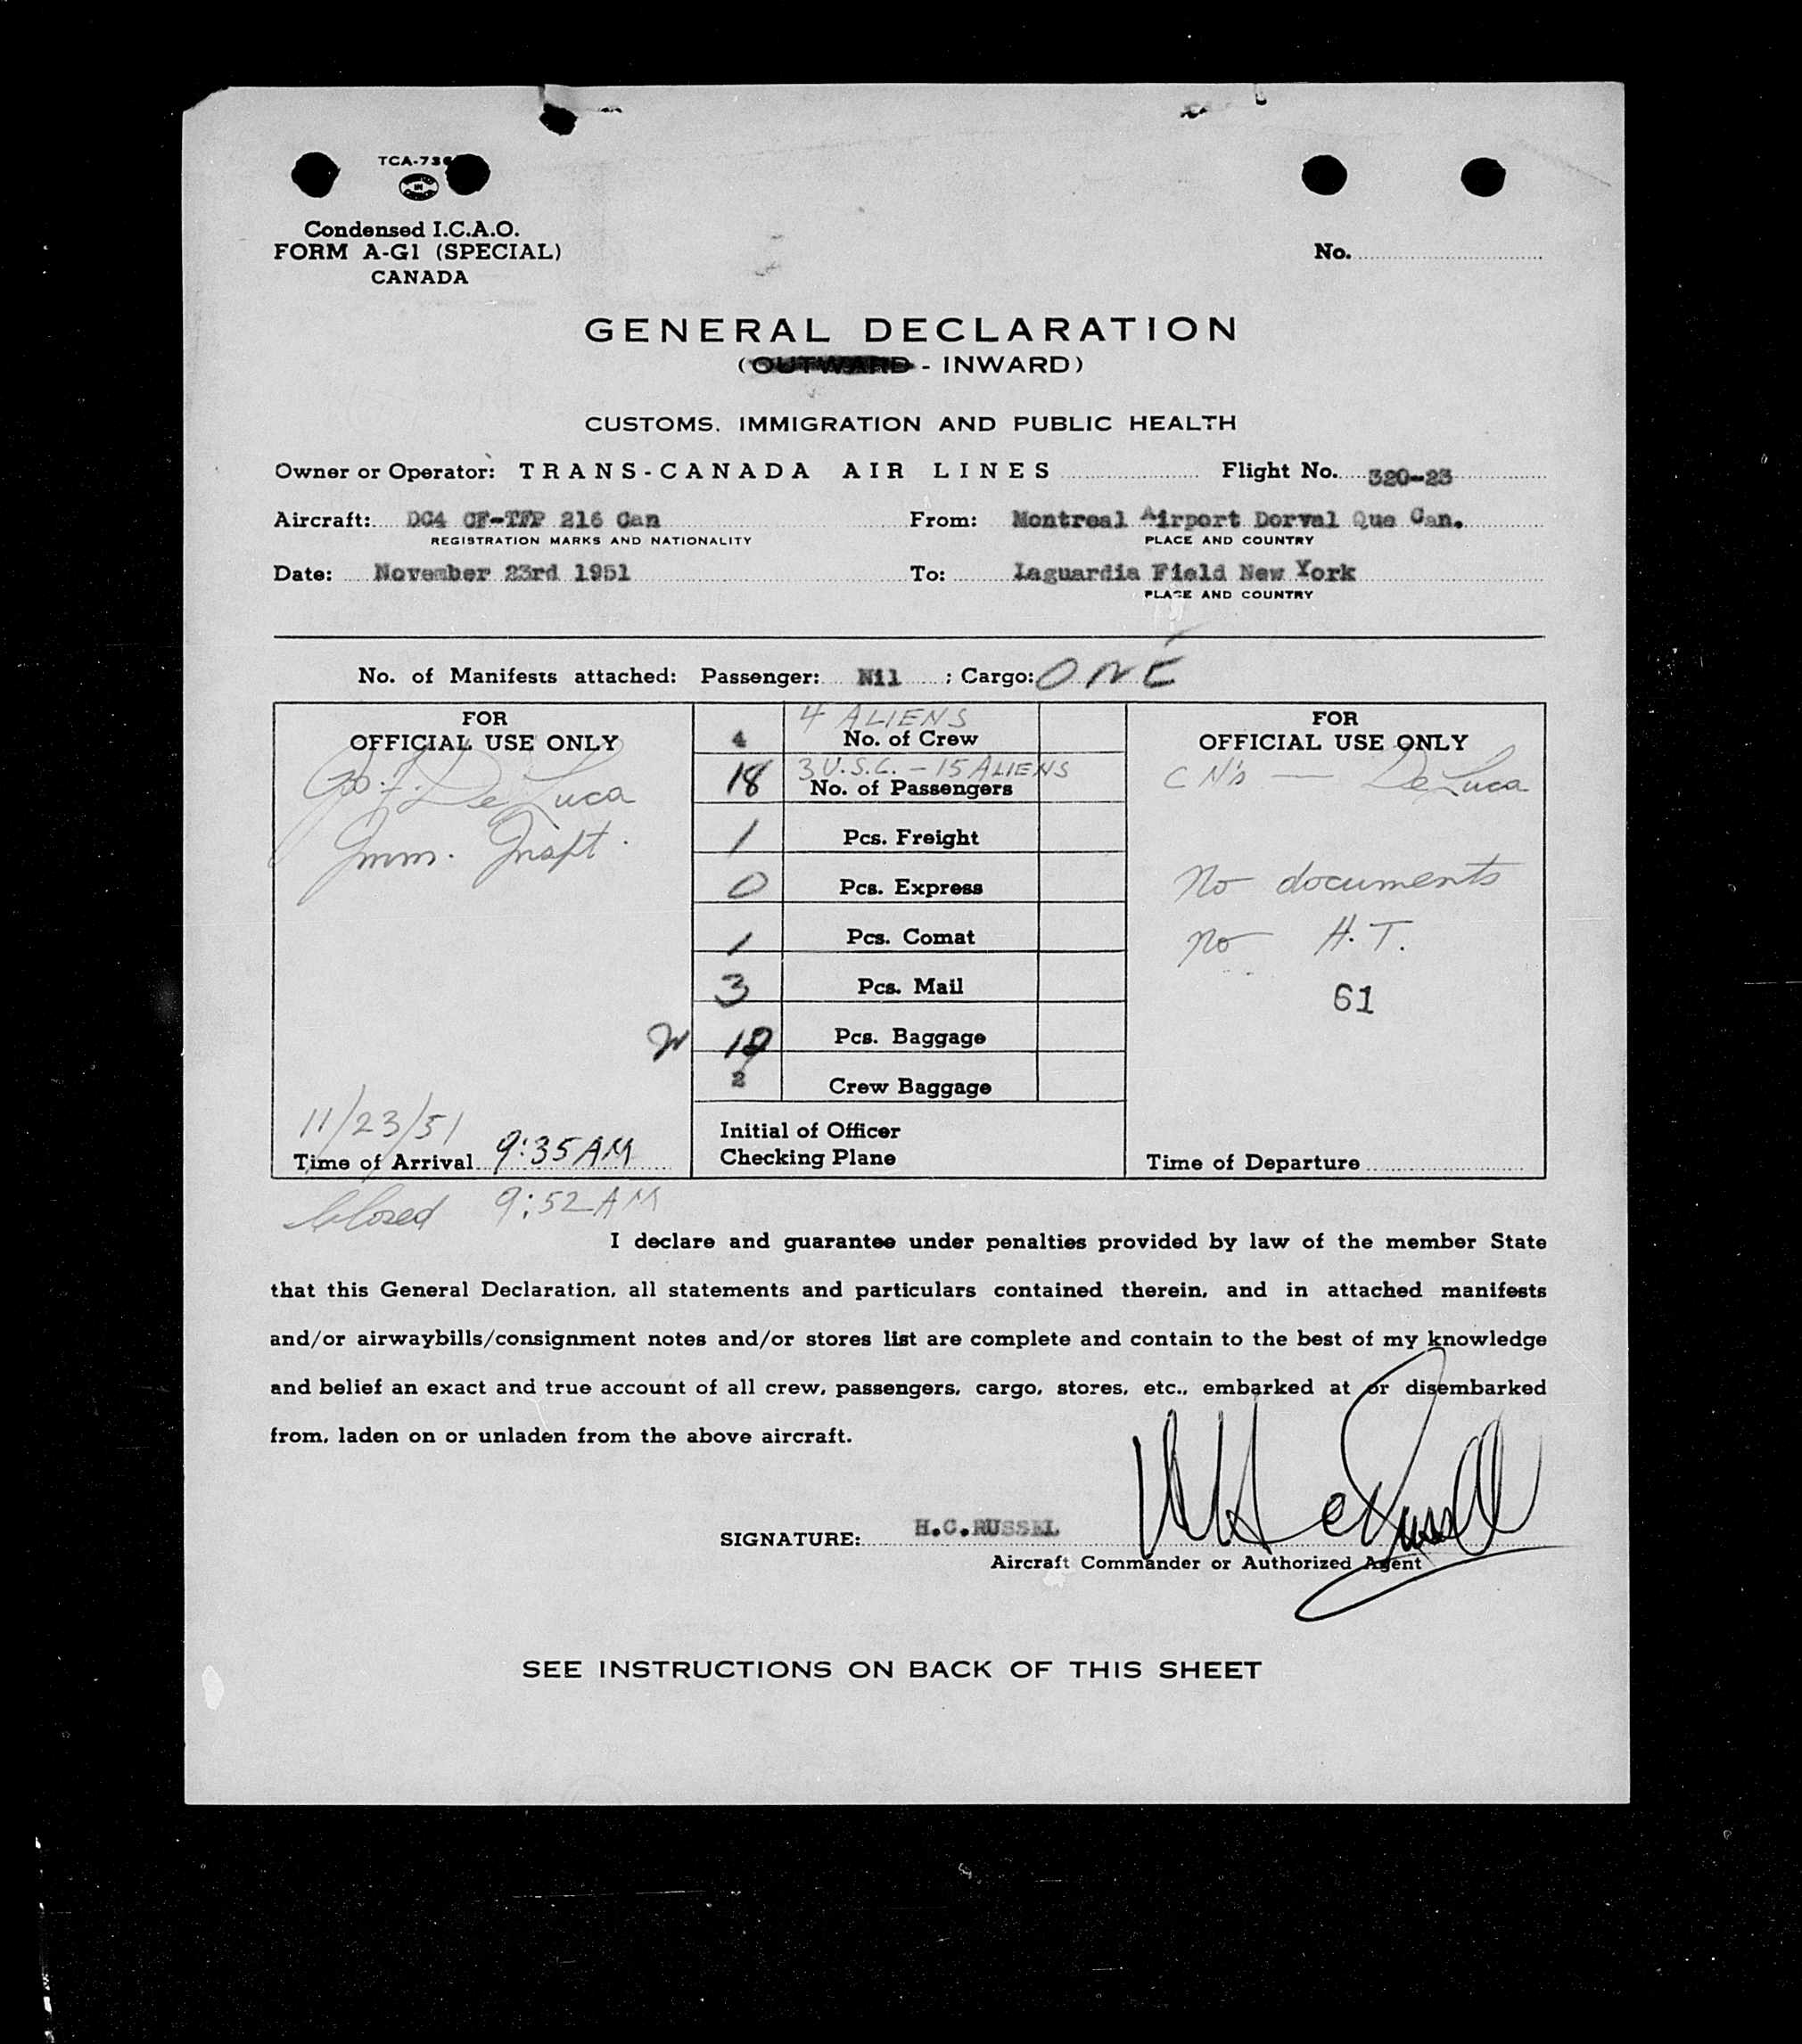 TCA-73
Condensed I.C.A.O.
FORM A-G1 (SPECIAL)
CANADA
No.
GENERAL DECLARATION
(OUTWARD - INWARD)
CUSTOMS, IMMIGRATION AND PUBLIC HEALTH
Owner or Operator: TRANS-CANADA AIR LINES Flight No. 320-23
Aircraft: DC4 CF-TFP 216 Can From: Montreal Airport Dorval Que Can.
REGISTRATION MARKS AND NATIONALITY PLACE AND COUNTRY
Date: November 23rd 1951 To: Laguardia Field New York
PLACE AND COUNTRY
No. of Manifests attached: Passenger: Nil ; Cargo: ONE
FOR
OFFICIAL USE ONLY
De Luca
Imm. Inspt.
11/23/51
Time of Arrival 9:35 AM
Closed 9:52 AM
4 ALIENS
4 No. of Crew
3 U.S.C. - 15 ALIENS
18 No. of Passengers
1 Pcs. Freight
0 Pcs. Express
1 Pcs. Comat
3 Pcs. Mail
Pcs. Baggage
2 Crew Baggage
Initial of Officer
Checking Plane
FOR
OFFICIAL USE ONLY
CN's — De Luca
No documents
no H.T.
61
Time of Departure
I declare and guarantee under penalties provided by law of the member State
that this General Declaration, all statements and particulars contained therein, and in attached manifests
and/or airwaybills/consignment notes and/or stores list are complete and contain to the best of my knowledge
and belief an exact and true account of all crew, passengers, cargo, stores, etc., embarked at or disembarked
from, laden on or unladen from the above aircraft.
SIGNATURE: H.C.RUSSEL
Aircraft Commander or Authorized Agent
SEE INSTRUCTIONS ON BACK OF THIS SHEET